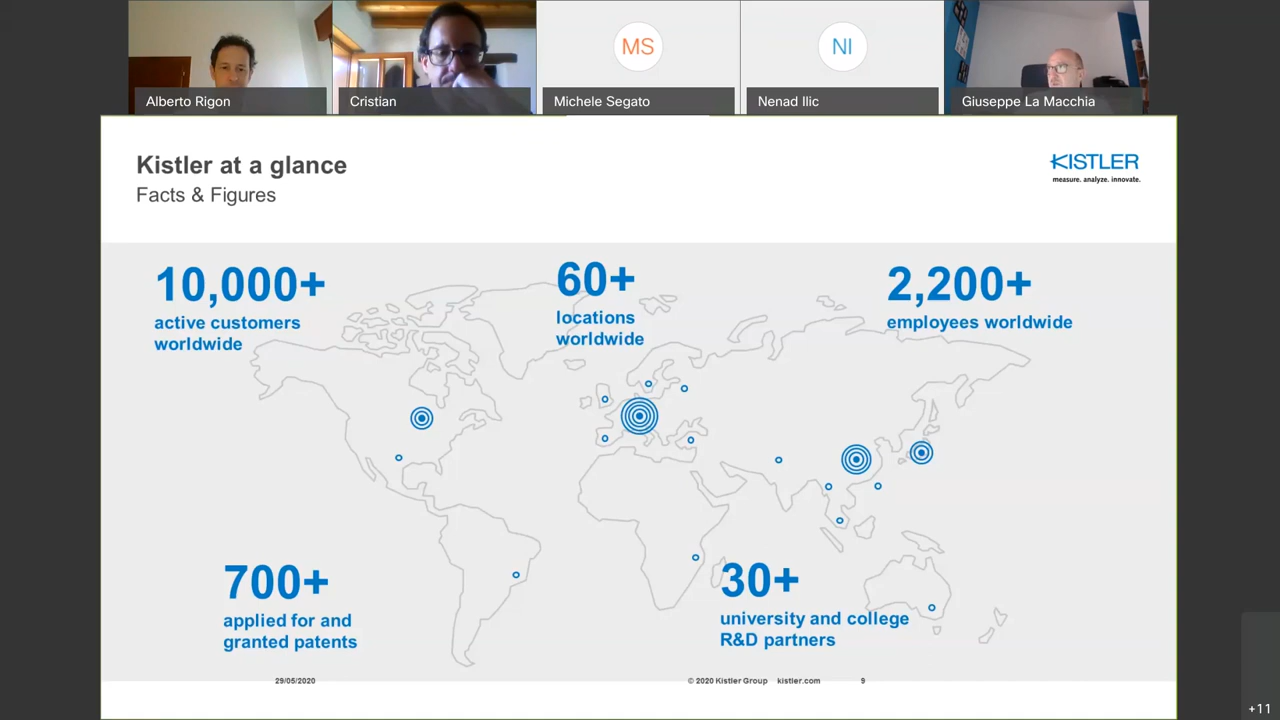 MS
NI
Alberto Rigon
Cristian
Michele Segato
Nenad Ilic
Giuseppe La Macchia
Kistler at a glance
Facts & Figures
KISTLER
measure. analyze. innovate.
10,000+
active customers
worldwide
60+
locations
worldwide
2,200+
employees worldwide
700+
applied for and
granted patents
30+
university and college
R&D partners
29/05/2020
© 2020 Kistler Group kistler.com
9
+11